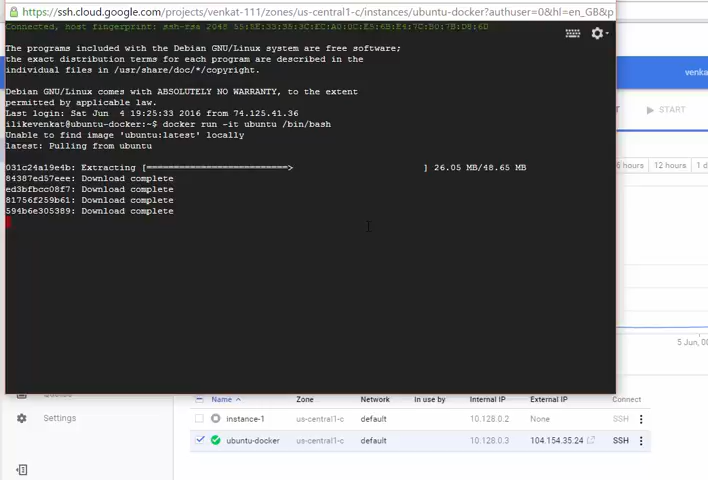 https://ssh.cloud.google.com/projects/venkat-111/zones/us-central1-c/instances/ubuntu-docker?authuser=0&hl=en_GB&p
Connected, host fingerprint: ssh-rsa 2048
The programs included with the Debian GNU/Linux system are free software;
the exact distribution terms for each program are described in the
individual files in /usr/share/doc/*/copyright.
Debian GNU/Linux comes with ABSOLUTELY NO WARRANTY, to the extent
permitted by applicable law.
Last login: Sat Jun  4 19:25:33 2016 from 74.125.41.36
ilikevenkat@ubuntu-docker:~$ docker run -it ubuntu /bin/bash
Unable to find image 'ubuntu:latest' locally
latest: Pulling from ubuntu
031c24a19e4b: Extracting [==========================>                        ] 26.05 MB/48.65 MB
84387ed57eee: Download complete
ed3bfbcc08f7: Download complete
81756f259b61: Download complete
594b6e305389: Download complete
venka
START
hours 12 hours 1 d
5 Jun, 0
Settings
Name Zone Network In use by Internal IP External IP Connect
instance-1 us-central1-c default 10.128.0.2 None SSH
ubuntu-docker us-central1-c default 10.128.0.3 104.154.35.24 SSH